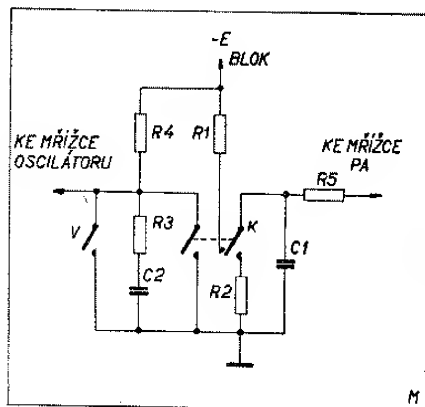 -E
BLOK
KE MŘÍŽCE
OSCILÁTORU
R4
R1
KE MŘÍŽCE
PA
R5
R3
V
K
C1
C2
R2
M